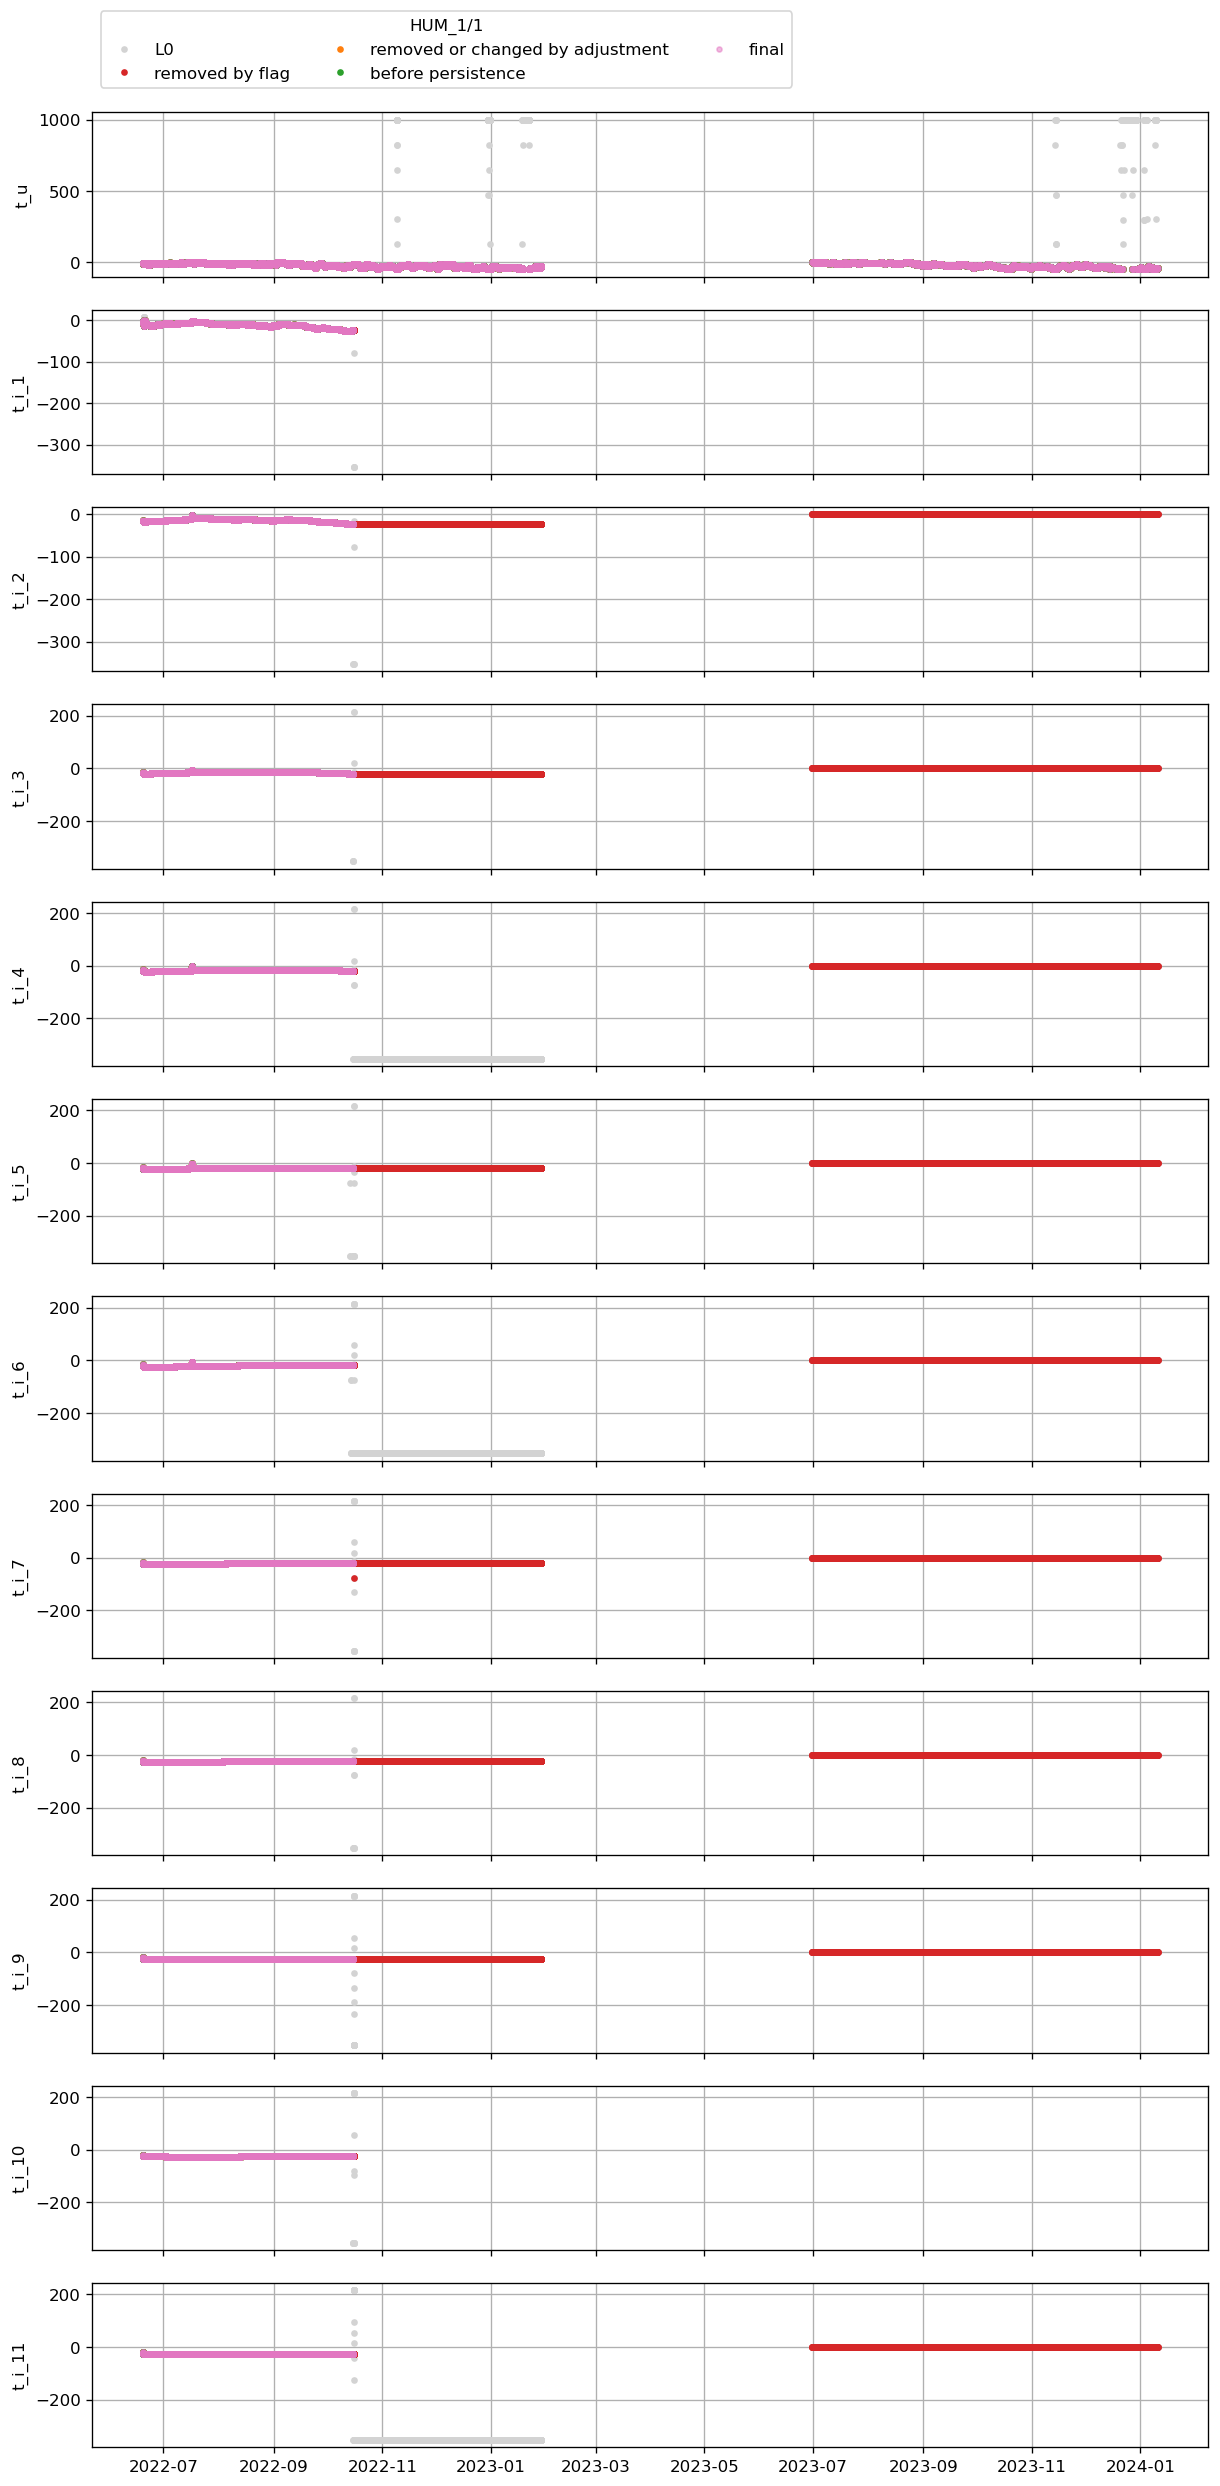 HUM_1/1
L0
removed or changed by adjustment
final
removed by flag
before persistence
1000
500
0
t_u
0
−100
−200
−300
t_i_1
0
−100
−200
−300
t_i_2
200
0
−200
t_i_3
200
0
−200
t_i_4
200
0
−200
t_i_5
200
0
−200
t_i_6
200
0
−200
t_i_7
200
0
−200
t_i_8
200
0
−200
t_i_9
200
0
−200
t_i_10
200
0
−200
t_i_11
2022-07 2022-09 2022-11 2023-01 2023-03 2023-05 2023-07 2023-09 2023-11 2024-01